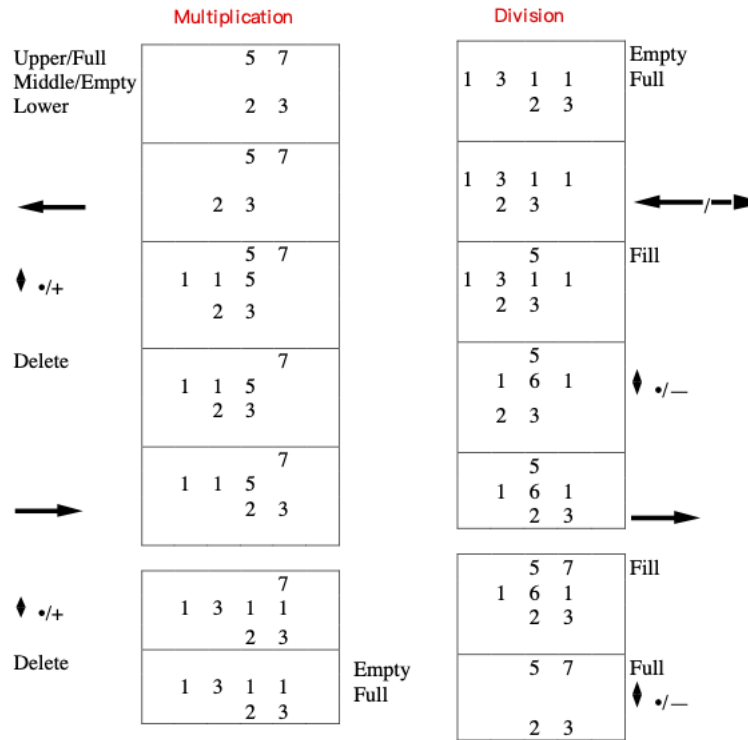 Multiplication
Upper/Full 5 7
Middle/Empty
Lower 2 3
5 7
2 3
5 7
•/+ 1 1 5
2 3
Delete 7
1 1 5
2 3
7
1 1 5
2 3
7
•/+ 1 3 1 1
2 3
Delete
1 3 1 1 Empty
2 3 Full
Division
Empty
1 3 1 1 Full
2 3
1 3 1 1
2 3 /
5 Fill
1 3 1 1
2 3
5
1 6 1 •/—
2 3
5
1 6 1
2 3
5 7 Fill
1 6 1
2 3
5 7 Full
•/—
2 3